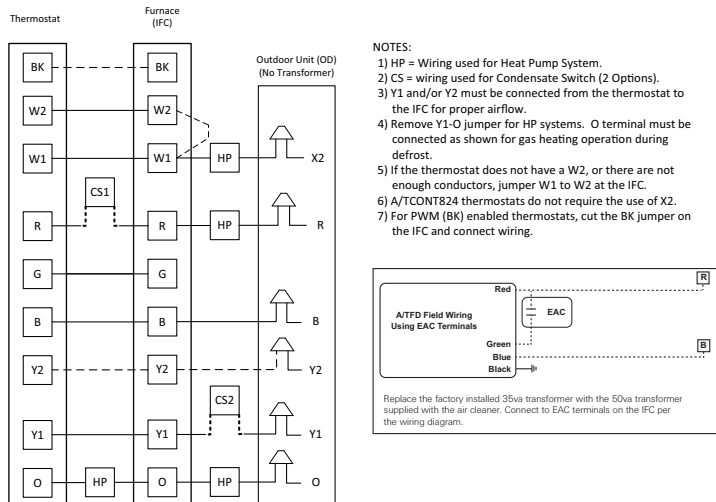 Thermostat
Furnace
(IFC)
Outdoor Unit (OD)
(No Transformer)
BK
BK
W2
W2
W1
W1
HP
X2
CS1
R
R
HP
R
G
G
B
B
B
Y2
Y2
Y2
CS2
Y1
Y1
Y1
O
HP
O
HP
O
NOTES:
1) HP = Wiring used for Heat Pump System.
2) CS = wiring used for Condensate Switch (2 Options).
3) Y1 and/or Y2 must be connected from the thermostat to
the IFC for proper airflow.
4) Remove Y1-O jumper for HP systems.  O terminal must be
connected as shown for gas heating operation during
defrost.
5) If the thermostat does not have a W2, or there are not
enough conductors, jumper W1 to W2 at the IFC.
6) A/TCONT824 thermostats do not require the use of X2.
7) For PWM (BK) enabled thermostats, cut the BK jumper on
the IFC and connect wiring.
R
Red
EAC
A/TFD Field Wiring
Using EAC Terminals
Green
Blue
B
Black
Replace the factory installed 35va transformer with the 50va transformer
supplied with the air cleaner. Connect to EAC terminals on the IFC per
the wiring diagram.